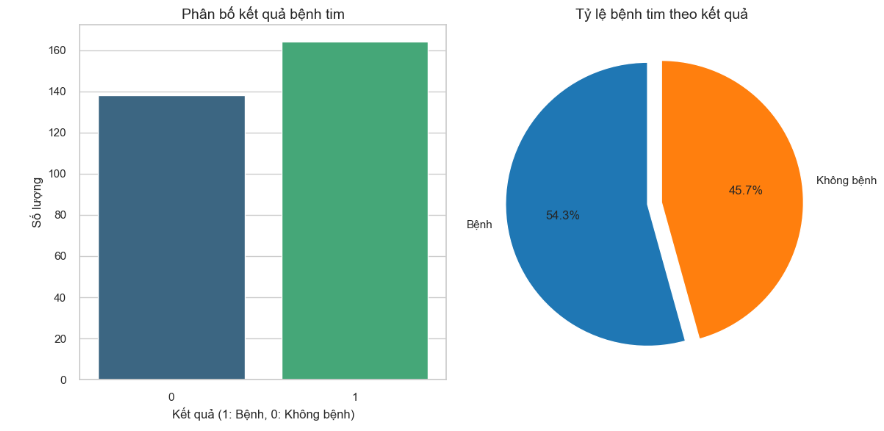 Phân bố kết quả bệnh tim
Số lượng
160
140
120
100
80
60
40
20
0
0
1
Kết quả (1: Bệnh, 0: Không bệnh)
Tỷ lệ bệnh tim theo kết quả
Không bệnh
45.7%
54.3%
Bệnh